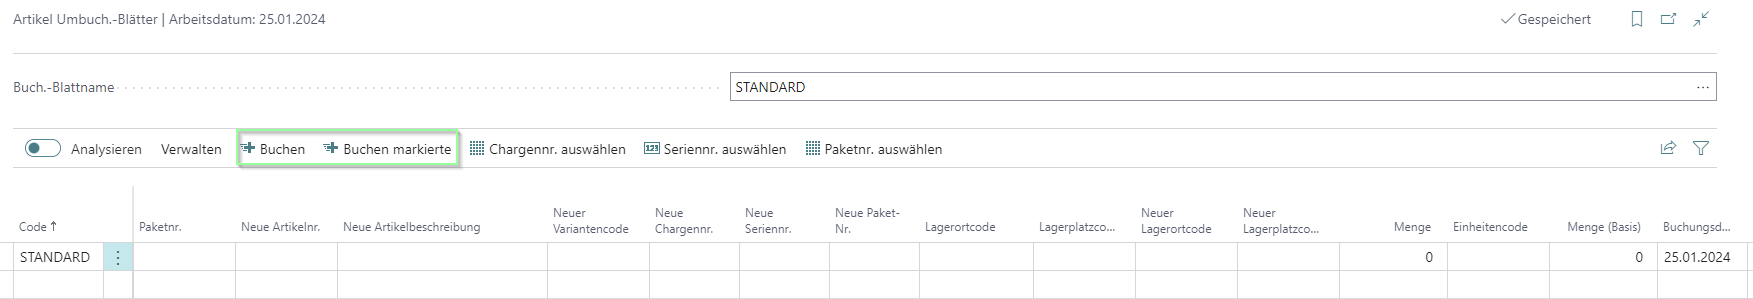 Artikel Umbuch.-Blätter | Arbeitsdatum: 25.01.2024
Gespeichert
Buch.-Blattname
STANDARD
Analysieren Verwalten Buchen Buchen markierte Chargennr. auswählen 123 Seriennr. auswählen Paketnr. auswählen
Code ↑ Paketnr. Neue Artikelnr. Neue Artikelbeschreibung Neuer Variantencode Neue Chargennr. Neue Seriennr. Neue Paket-Nr. Lagerortcode Lagerplatzco... Neuer Lagerortcode Neuer Lagerplatzco... Menge Einheitencode Menge (Basis) Buchungsd...
STANDARD 0 0 25.01.2024